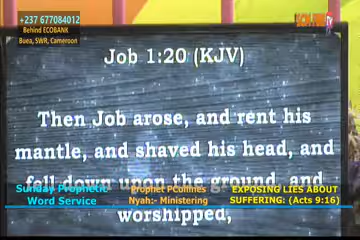 +237 677084012
Behind ECOBANK
Buea, SWR, Cameroon
Job 1:20 (KJV)
Then Job arose, and rent his
mantle, and shaved his head, and
fell down upon the ground, and
worshipped,
Sunday Prophetic
Word Service
Prophet PCollines
Nyah:- Ministering
EXPOSING LIES ABOUT
SUFFERING: (Acts 9:16)